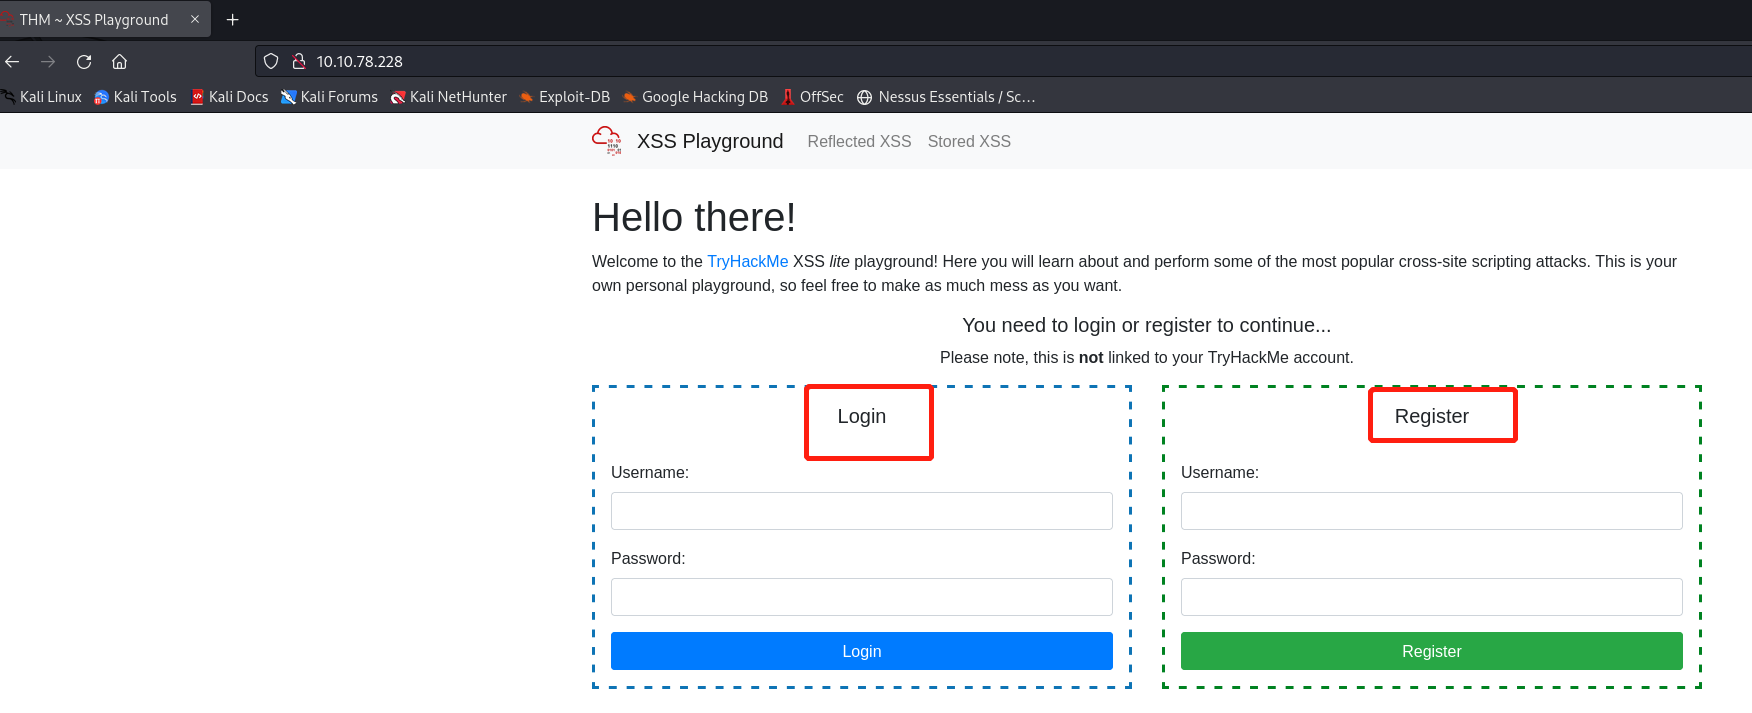 THM ~ XSS Playground
10.10.78.228
Kali Linux Kali Tools Kali Docs Kali Forums Kali NetHunter Exploit-DB Google Hacking DB OffSec Nessus Essentials / Sc…
XSS Playground Reflected XSS Stored XSS
Hello there!
Welcome to the TryHackMe XSS lite playground! Here you will learn about and perform some of the most popular cross-site scripting attacks. This is your
own personal playground, so feel free to make as much mess as you want.
You need to login or register to continue...
Please note, this is not linked to your TryHackMe account.
Login
Username:
Password:
Login
Register
Username:
Password:
Register